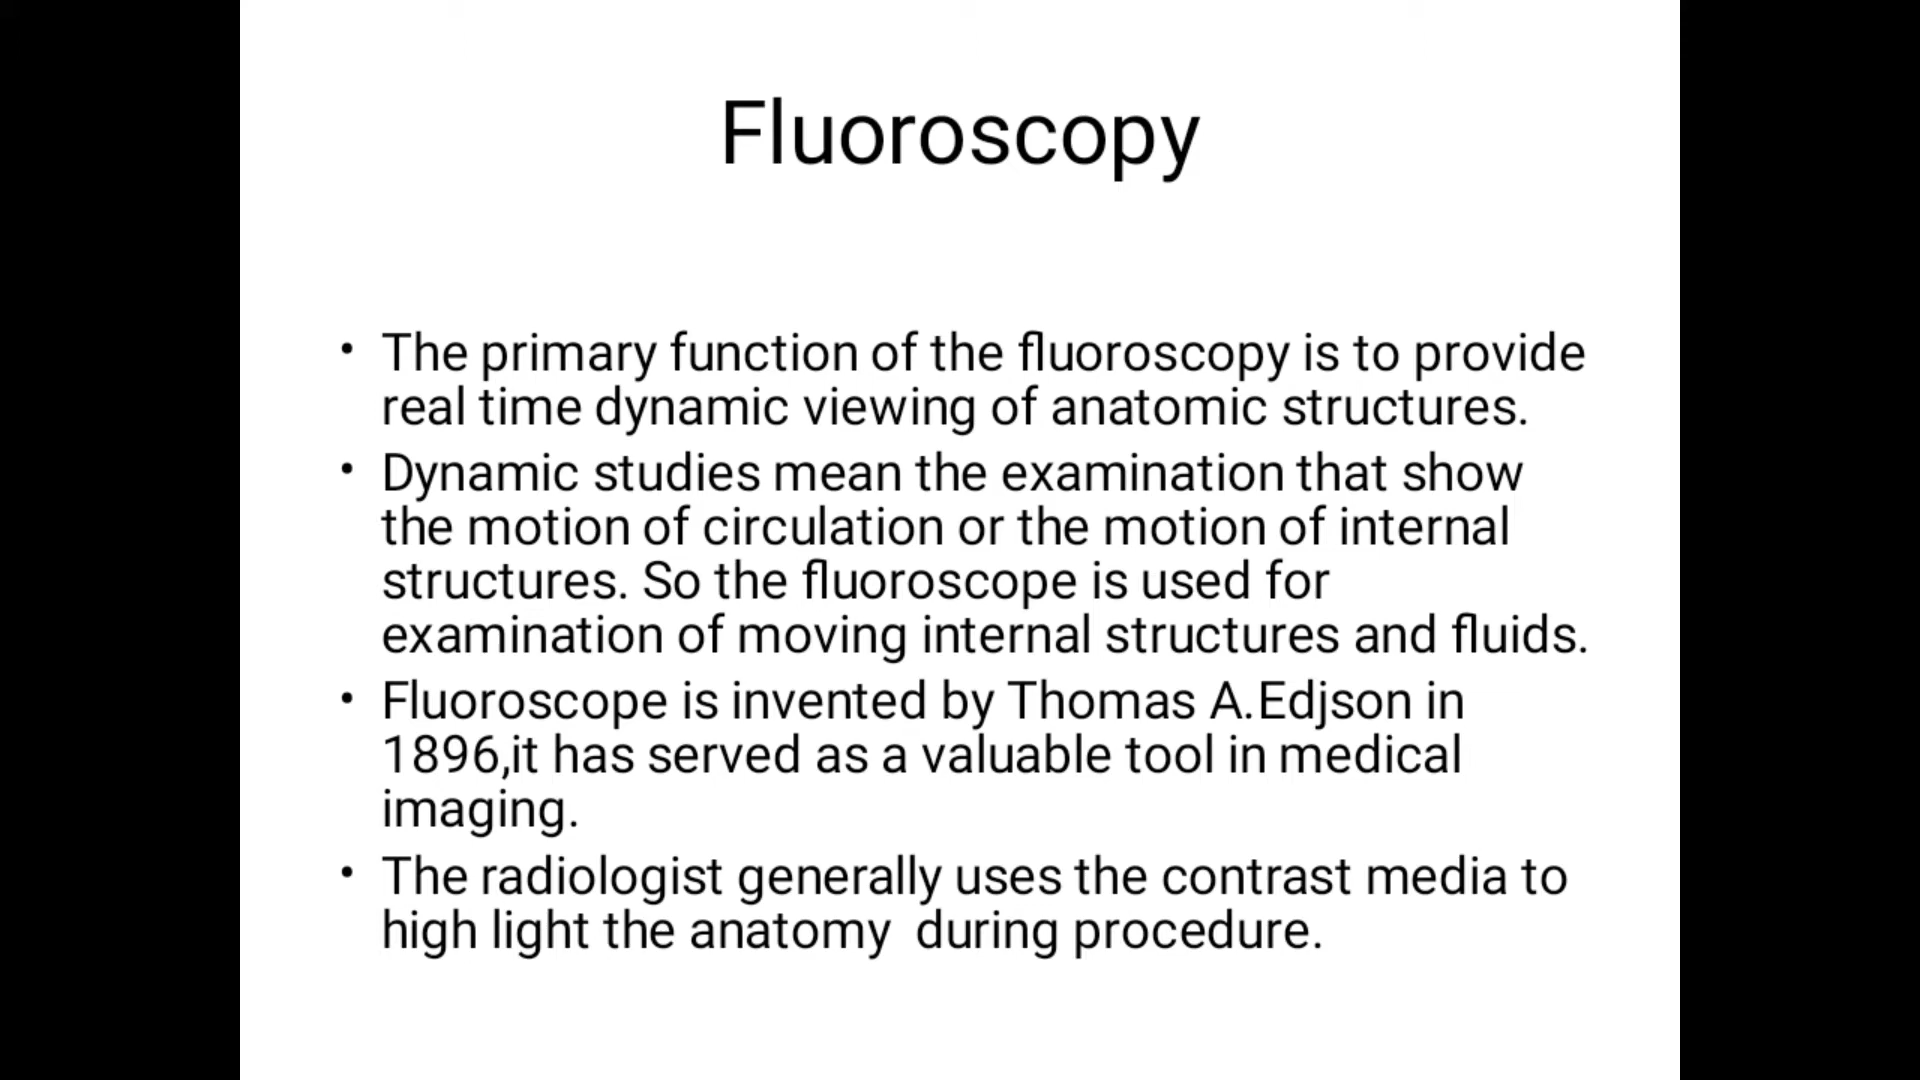 Fluoroscopy
• The primary function of the fluoroscopy is to provide
real time dynamic viewing of anatomic structures.
• Dynamic studies mean the examination that show
the motion of circulation or the motion of internal
structures. So the fluoroscope is used for
examination of moving internal structures and fluids.
• Fluoroscope is invented by Thomas A.Edjson in
1896,it has served as a valuable tool in medical
imaging.
• The radiologist generally uses the contrast media to
high light the anatomy  during procedure.